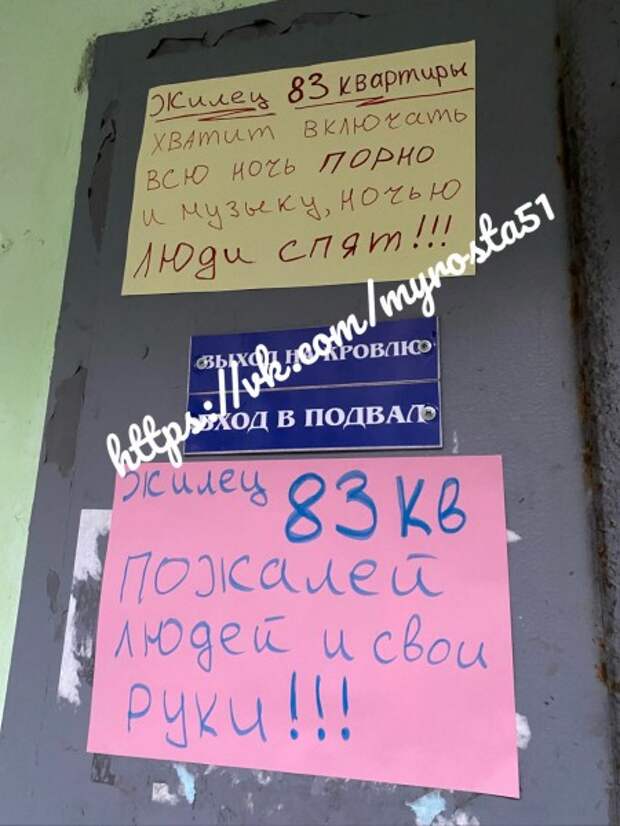 Жилец 83 квартиры
хватит включать
всю ночь порно
и музыку, ночью
люди спят!!!
https://vk.com/myrosta51
ВЫХОД НА КРОВЛЮ
ВХОД В ПОДВАЛ
Жилец 83 кв
пожалей
людей и свои
руки!!!